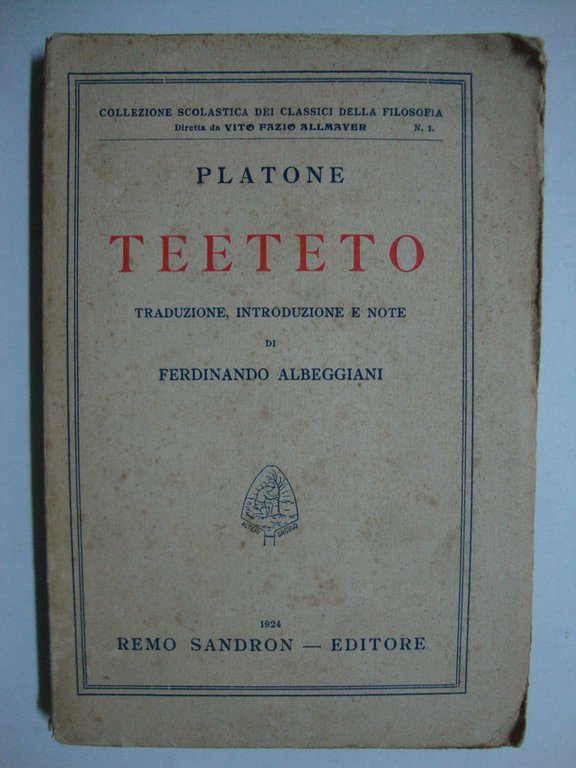 COLLEZIONE SCOLASTICA DEI CLASSICI DELLA FILOSOFIA
Diretta da VITO FAZIO ALLMAYER N. 1.
PLATONE
TEETETO
TRADUZIONE, INTRODUZIONE E NOTE
DI
FERDINANDO ALBEGGIANI
ALTERI
1924
REMO SANDRON — EDITORE